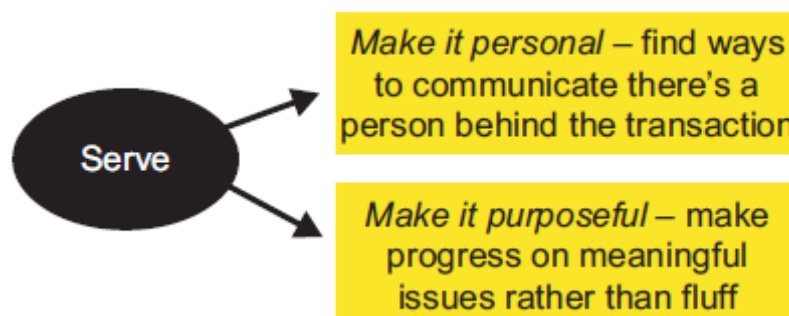 Serve
Make it personal – find ways
to communicate there's a
person behind the transaction
Make it purposeful – make
progress on meaningful
issues rather than fluff